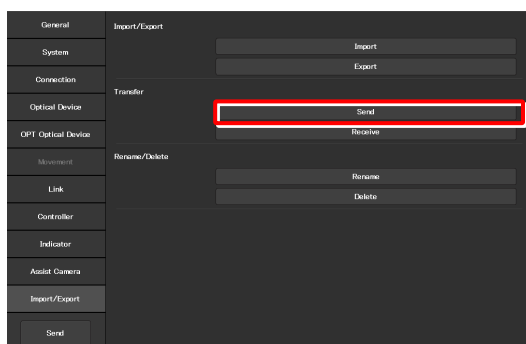 General
System
Connection
Optical Device
OPT Optical Device
Movement
Link
Controller
Indicator
Assist Camera
Import/Export
Send
Import/Export
Import
Export
Transfer
Send
Receive
Rename/Delete
Rename
Delete